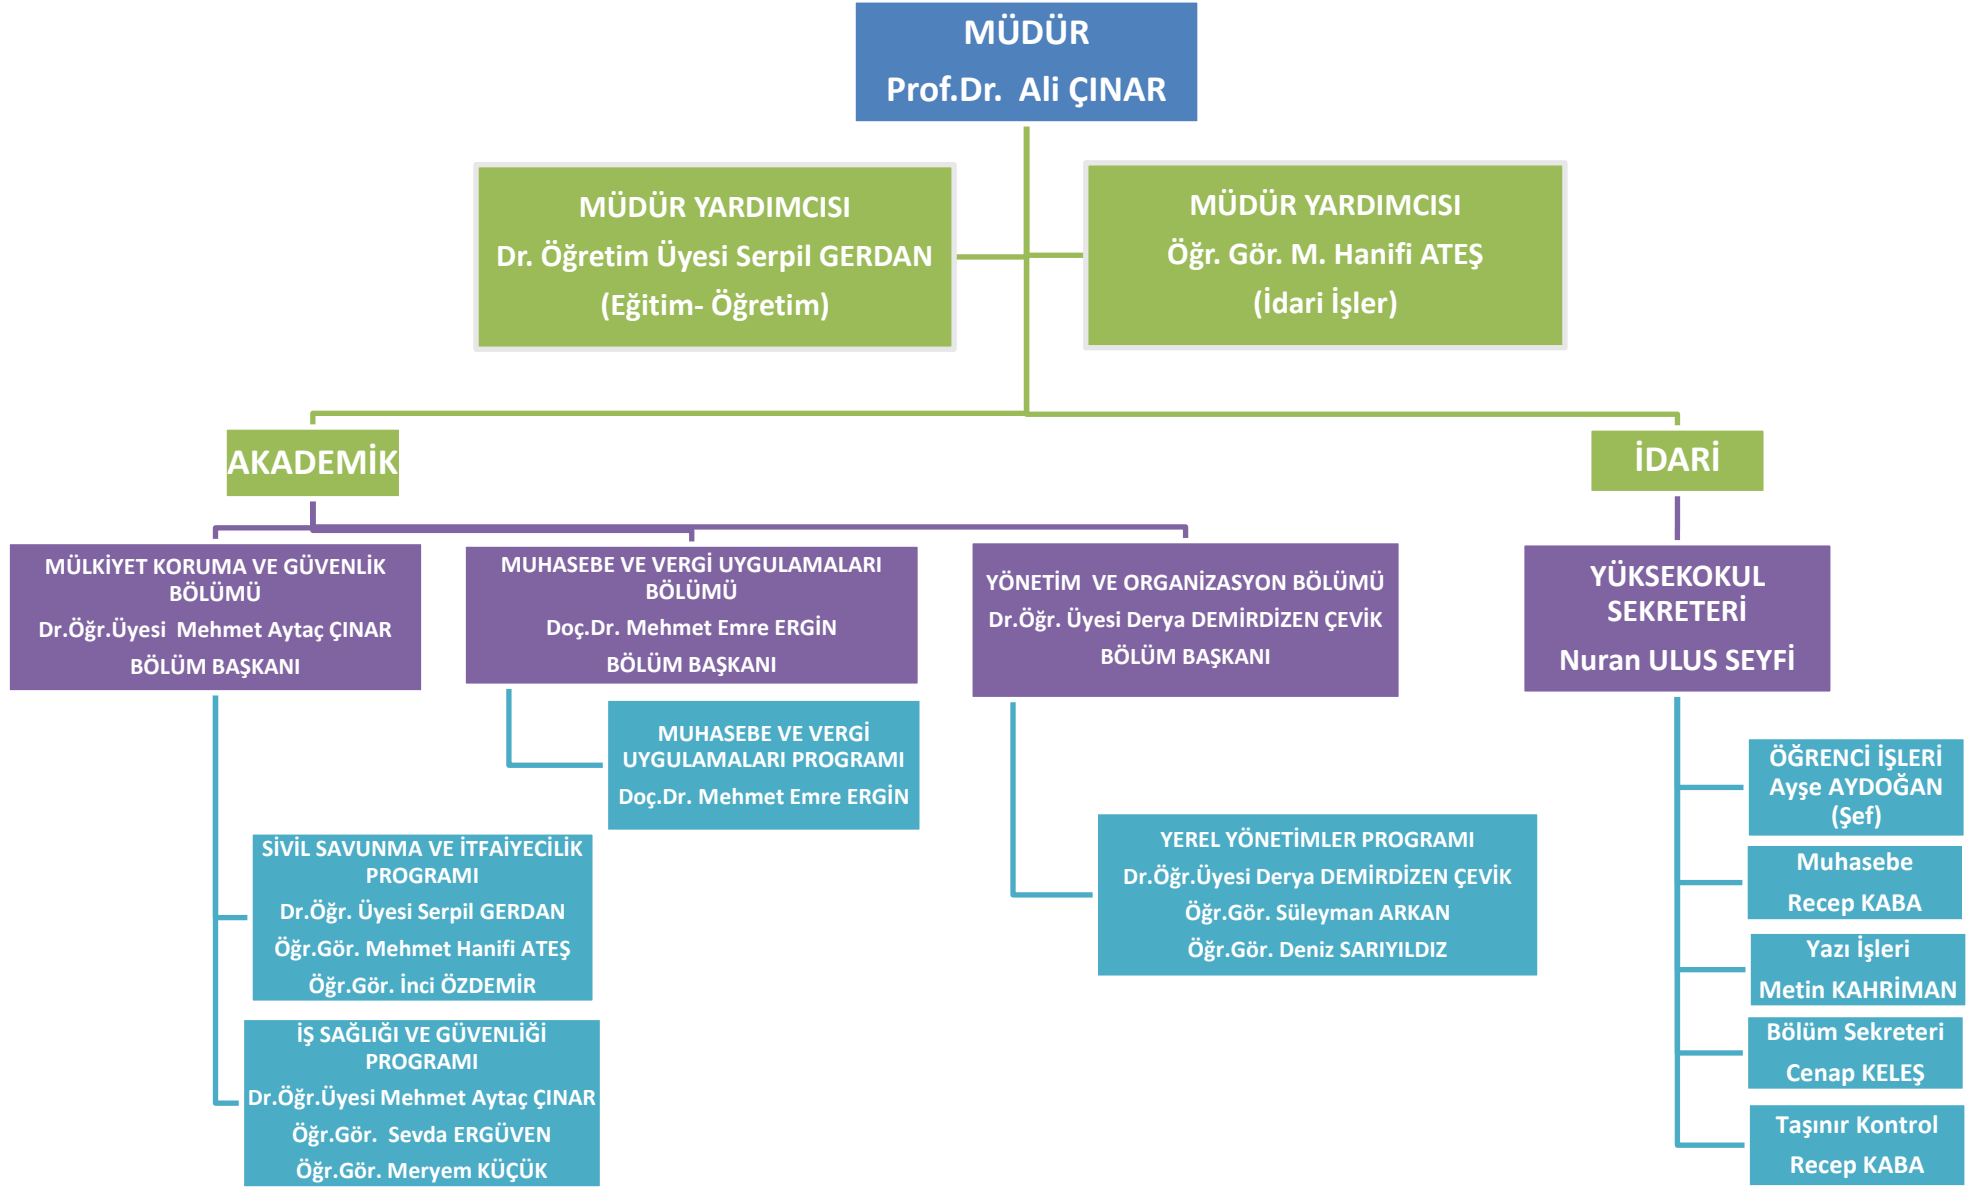 MÜDÜR
Prof.Dr. Ali ÇINAR
MÜDÜR YARDIMCISI
Dr. Öğretim Üyesi Serpil GERDAN
(Eğitim- Öğretim)
MÜDÜR YARDIMCISI
Öğr. Gör. M. Hanifi ATEŞ
(İdari İşler)
AKADEMİK
İDARİ
MÜLKİYET KORUMA VE GÜVENLİK
BÖLÜMÜ
Dr.Öğr.Üyesi Mehmet Aytaç ÇINAR
BÖLÜM BAŞKANI
MUHASEBE VE VERGİ UYGULAMALARI
BÖLÜMÜ
Doç.Dr. Mehmet Emre ERGİN
BÖLÜM BAŞKANI
YÖNETİM VE ORGANİZASYON BÖLÜMÜ
Dr.Öğr. Üyesi Derya DEMİRDİZEN ÇEVİK
BÖLÜM BAŞKANI
YÜKSEKOKUL
SEKRETERİ
Nuran ULUS SEYFİ
MUHASEBE VE VERGİ
UYGULAMALARI PROGRAMI
Doç.Dr. Mehmet Emre ERGİN
SİVİL SAVUNMA VE İTFAİYECİLİK
PROGRAMI
Dr.Öğr. Üyesi Serpil GERDAN
Öğr.Gör. Mehmet Hanifi ATEŞ
Öğr.Gör. İnci ÖZDEMİR
İŞ SAĞLIĞI VE GÜVENLİĞİ
PROGRAMI
Dr.Öğr.Üyesi Mehmet Aytaç ÇINAR
Öğr.Gör. Sevda ERGÜVEN
Öğr.Gör. Meryem KÜÇÜK
YEREL YÖNETİMLER PROGRAMI
Dr.Öğr.Üyesi Derya DEMİRDİZEN ÇEVİK
Öğr.Gör. Süleyman ARKAN
Öğr.Gör. Deniz SARIYILDIZ
ÖĞRENCİ İŞLERİ
Ayşe AYDOĞAN
(Şef)
Muhasebe
Recep KABA
Yazı İşleri
Metin KAHRİMAN
Bölüm Sekreteri
Cenap KELEŞ
Taşınır Kontrol
Recep KABA